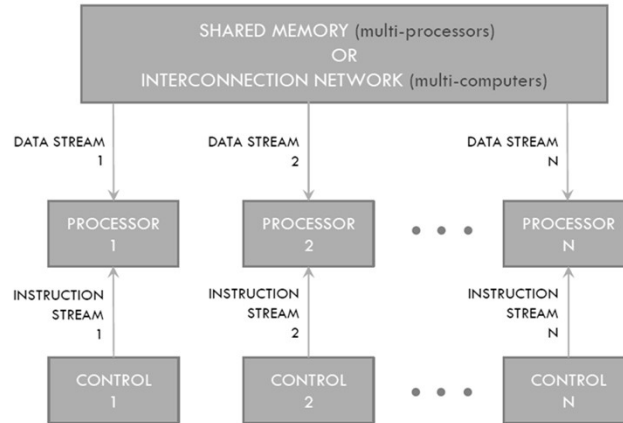 SHARED MEMORY (multi-processors)
OR
INTERCONNECTION NETWORK (multi-computers)
DATA STREAM
1
DATA STREAM
2
DATA STREAM
N
PROCESSOR
1
PROCESSOR
2
PROCESSOR
N
INSTRUCTION
STREAM
1
INSTRUCTION
STREAM
2
INSTRUCTION
STREAM
N
CONTROL
1
CONTROL
2
CONTROL
N